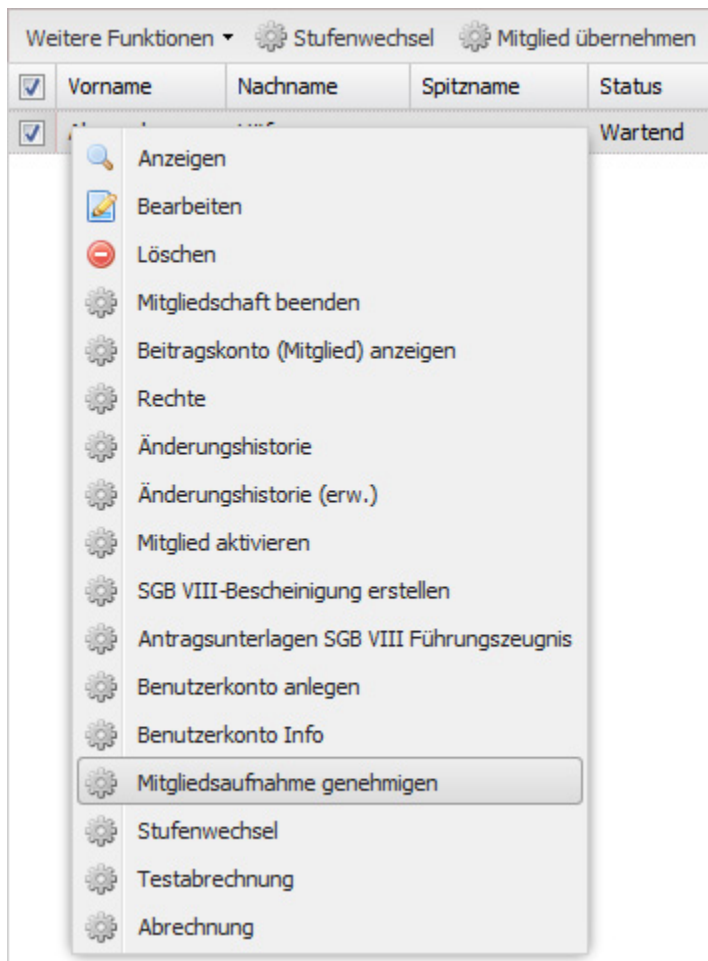 Weitere Funktionen Stufenwechsel Mitglied übernehmen
Vorname Nachname Spitzname Status
Wartend
Anzeigen
Bearbeiten
Löschen
Mitgliedschaft beenden
Beitragskonto (Mitglied) anzeigen
Rechte
Änderungshistorie
Änderungshistorie (erw.)
Mitglied aktivieren
SGB VIII-Bescheinigung erstellen
Antragsunterlagen SGB VIII Führungszeugnis
Benutzerkonto anlegen
Benutzerkonto Info
Mitgliedsaufnahme genehmigen
Stufenwechsel
Testabrechnung
Abrechnung